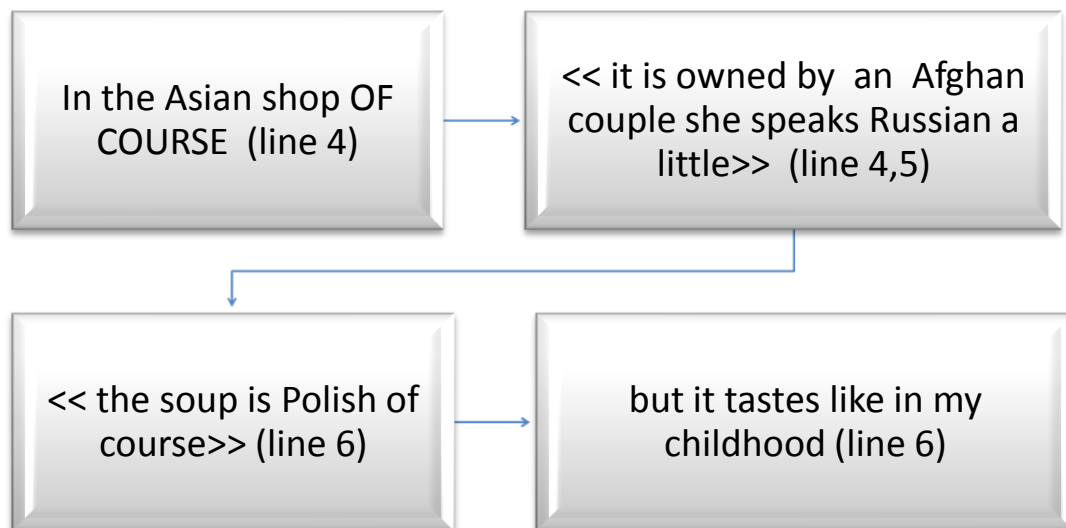 In the Asian shop OF
COURSE  (line 4)
<< it is owned by  an  Afghan
couple she speaks Russian a
little>>  (line 4,5)
<< the soup is Polish of
course>> (line 6)
but it tastes like in my
childhood (line 6)